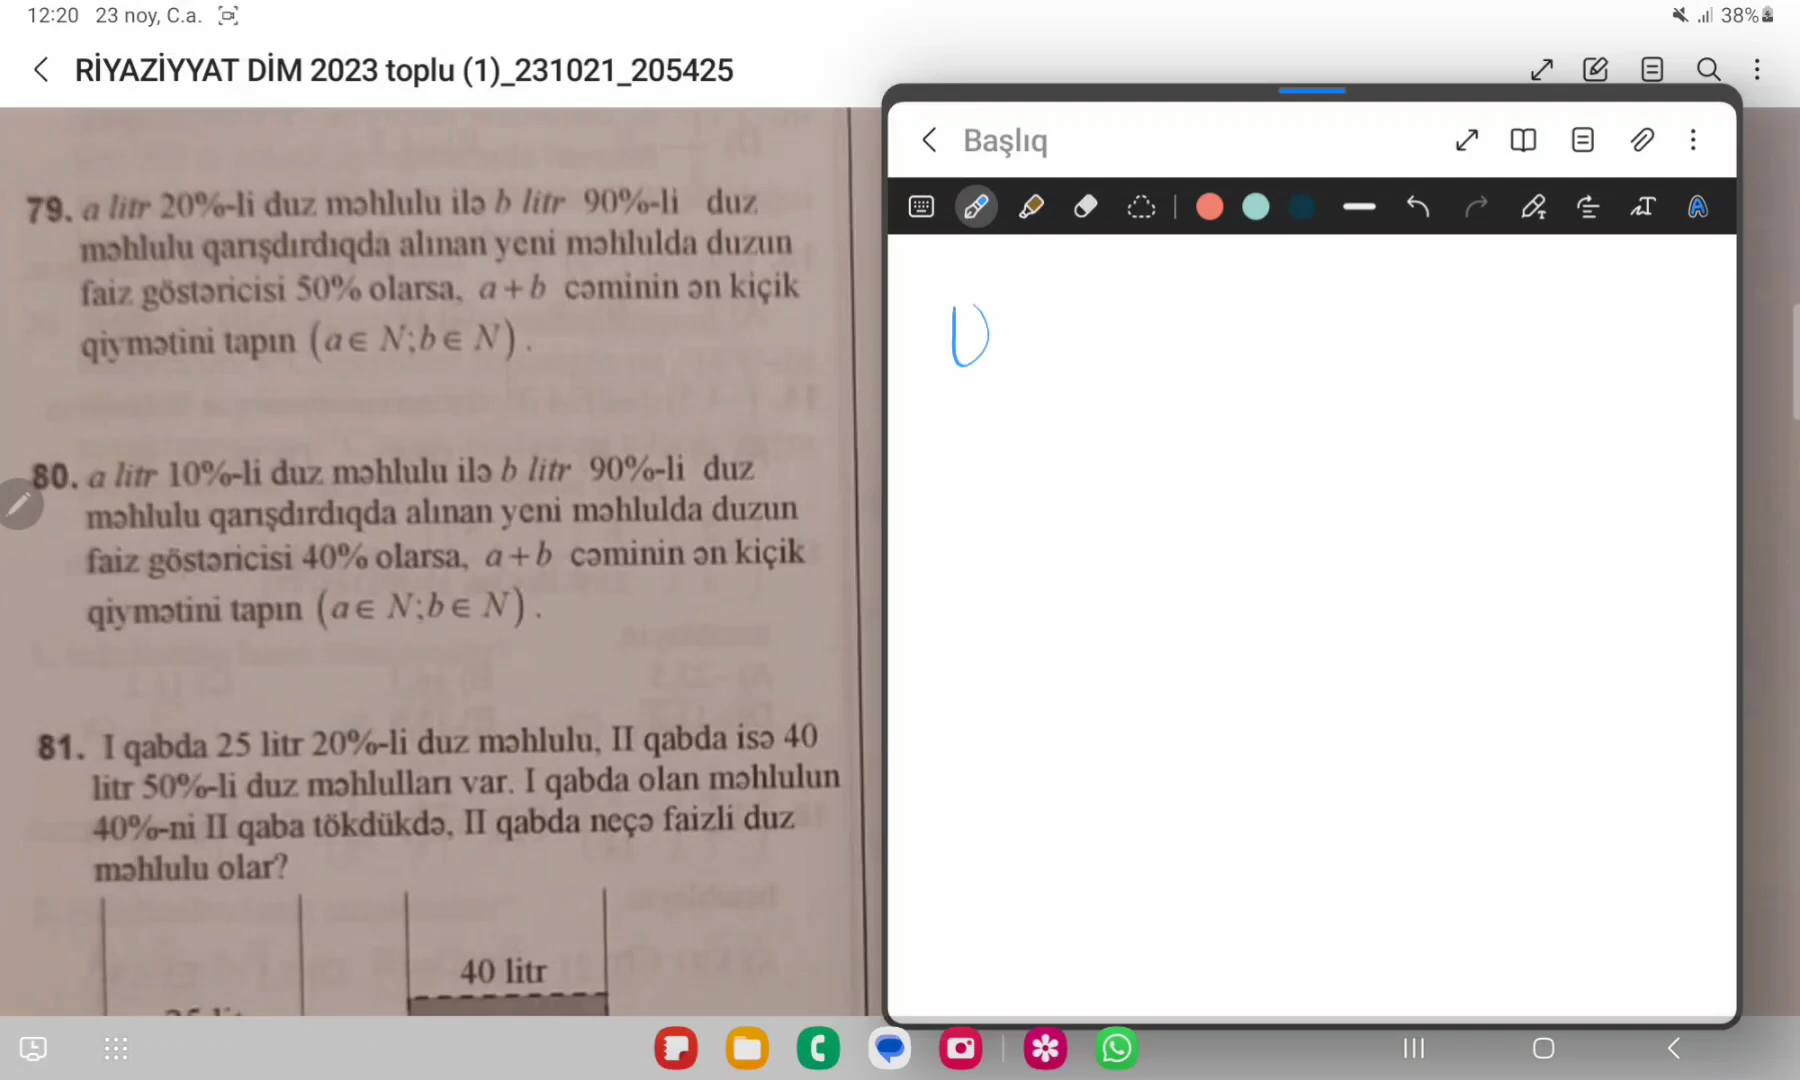 12:20 23 noy, C.a.
38%
RİYAZİYYAT DİM 2023 toplu (1)_231021_205425
79. a litr 20%-li duz məhlulu ilə b litr 90%-li duz
məhlulu qarışdırdıqda alınan yeni məhlulda duzun
faiz göstəricisi 50% olarsa, a+b cəminin ən kiçik
qiymətini tapın (a∈ N;b∈ N).
80. a litr 10%-li duz məhlulu ilə b litr 90%-li duz
məhlulu qarışdırdıqda alınan yeni məhlulda duzun
faiz göstəricisi 40% olarsa, a+b cəminin ən kiçik
qiymətini tapın (a∈ N;b∈ N).
81. I qabda 25 litr 20%-li duz məhlulu, II qabda isə 40
litr 50%-li duz məhlulları var. I qabda olan məhlulun
40%-ni II qaba tökdükdə, II qabda neçə faizli duz
məhlulu olar?
40 litr
Başlıq